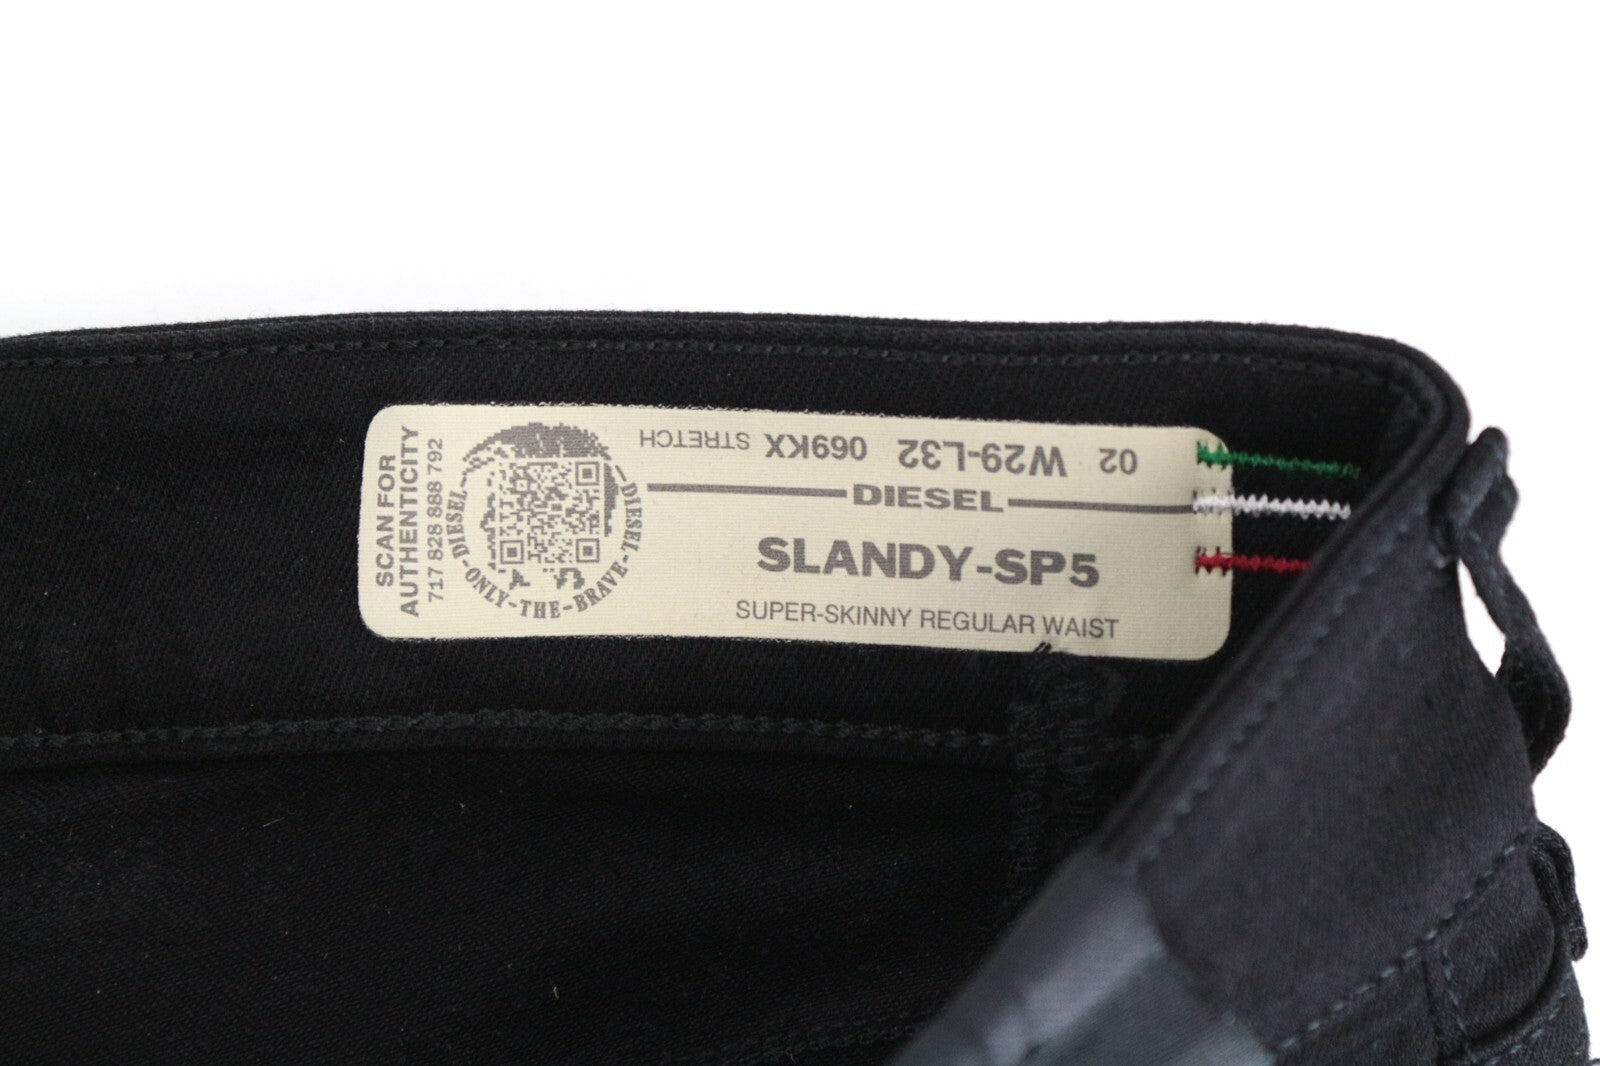 SCAN FOR
AUTHENTICITY
717 828 888 792
DIESEL-ONLY-THE-BRAVE-DIESEL
02 W29-L32 069KX STRETCH
DIESEL
SLANDY-SP5
SUPER-SKINNY REGULAR WAIST